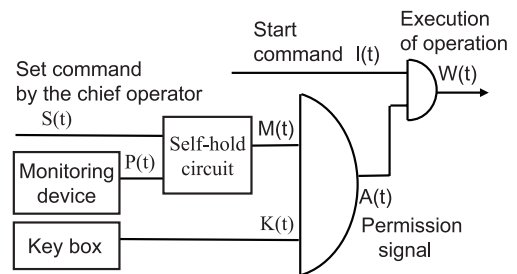 Execution
of operation
Start
command I(t)
W(t)
Set command
by the chief operator
S(t)
Self-hold
circuit
M(t)
P(t)
Monitoring
device
A(t)
K(t)
Permission
signal
Key box